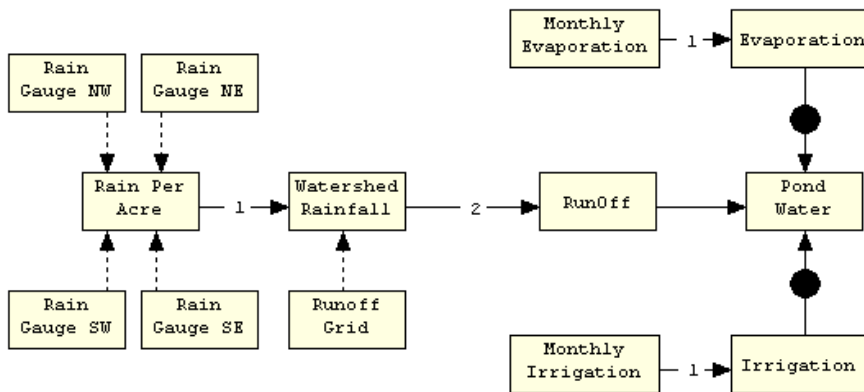 Monthly
Evaporation
1
Evaporation
Rain
Gauge NW
Rain
Gauge NE
Rain Per
Acre
1
Watershed
Rainfall
2
RunOff
Pond
Water
Rain
Gauge SW
Rain
Gauge SE
Runoff
Grid
Monthly
Irrigation
1
Irrigation